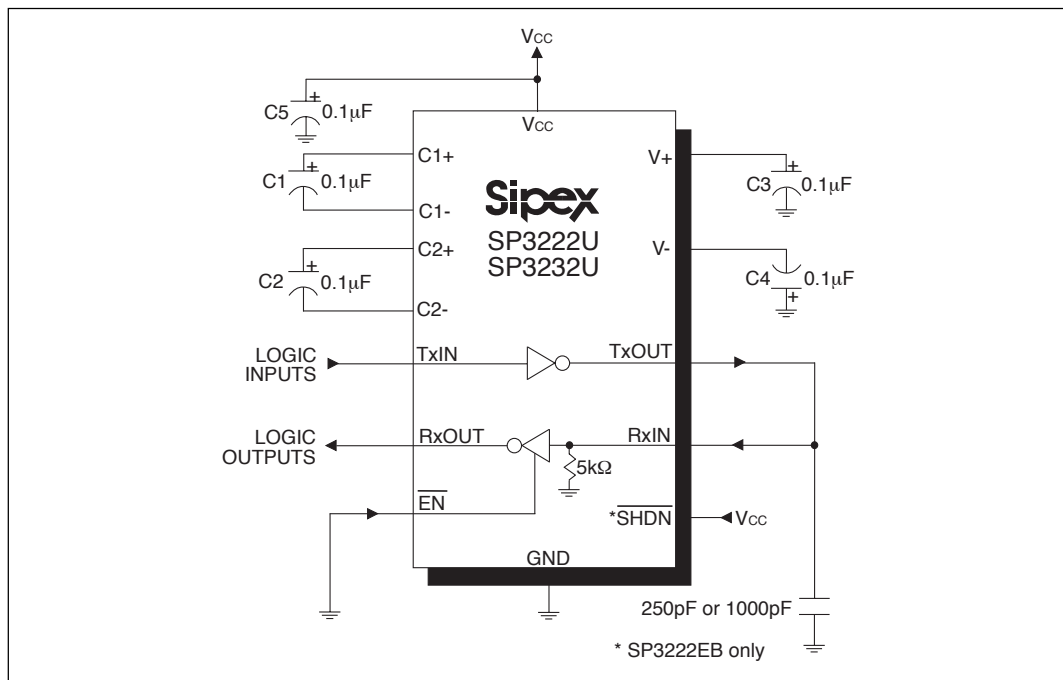 VCC
C5
+
0.1µF
VCC
C1+
V+
C1
+
0.1µF
C3
+
0.1µF
C1-
Sipex
SP3222U
SP3232U
C2+
V-
C2
+
0.1µF
C4
0.1µF
+
C2-
LOGIC
INPUTS
TxIN
TxOUT
LOGIC
OUTPUTS
RxOUT
RxIN
5kΩ
EN
*SHDN
VCC
GND
250pF or 1000pF
* SP3222EB only